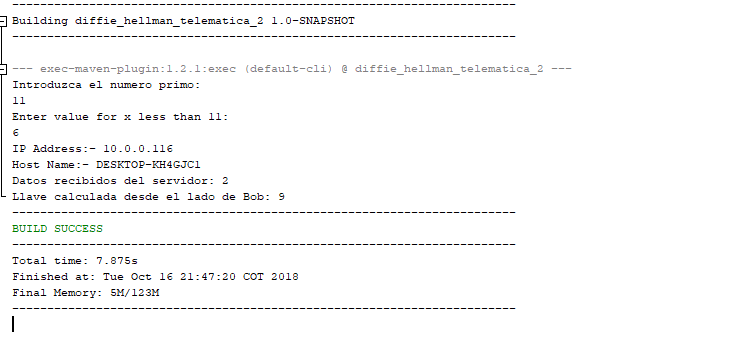 ------------------------------------------------------------------------
Building diffie_hellman_telematica_2 1.0-SNAPSHOT
------------------------------------------------------------------------
--- exec-maven-plugin:1.2.1:exec (default-cli) @ diffie_hellman_telematica_2 ---
Introduzca el numero primo:
11
Enter value for x less than 11:
6
IP Address:- 10.0.0.116
Host Name:- DESKTOP-KH4GJC1
Datos recibidos del servidor: 2
Llave calculada desde el lado de Bob: 9
------------------------------------------------------------------------
BUILD SUCCESS
------------------------------------------------------------------------
Total time: 7.875s
Finished at: Tue Oct 16 21:47:20 COT 2018
Final Memory: 5M/123M
------------------------------------------------------------------------